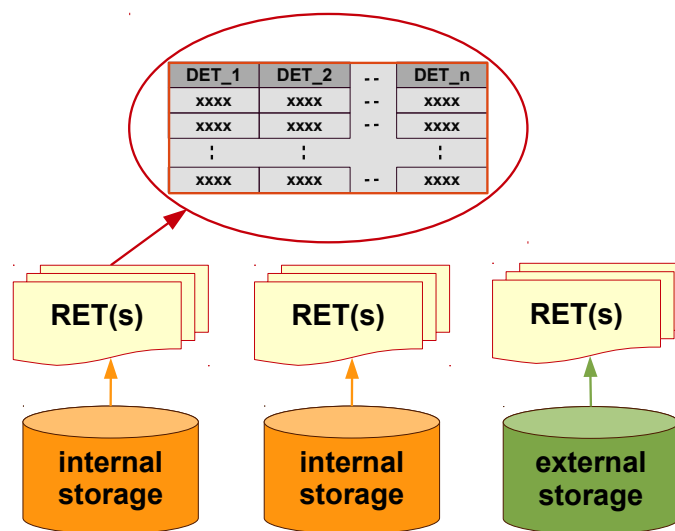 DET_1 DET_2 -- DET_n
xxxx xxxx -- xxxx
xxxx xxxx -- xxxx
xxxx xxxx -- xxxx
RET(s) RET(s) RET(s)
internal internal external
storage storage storage